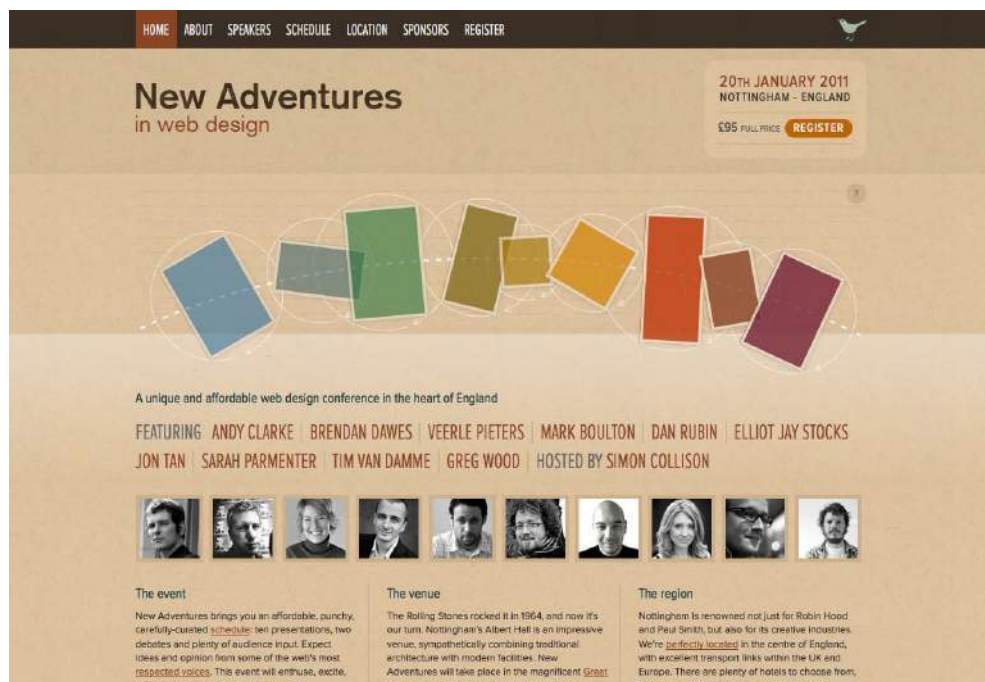 HOME ABOUT SPEAKERS SCHEDULE LOCATION SPONSORS REGISTER
New Adventures
in web design
20TH JANUARY 2011
NOTTINGHAM - ENGLAND
£95 FULL PRICE REGISTER
A unique and affordable web design conference in the heart of England
FEATURING ANDY CLARKE | BRENDAN DAWES | VEERLE PIETERS | MARK BOULTON | DAN RUBIN | ELLIOT JAY STOCKS
JON TAN | SARAH PARMENTER | TIM VAN DAMME | GREG WOOD | HOSTED BY SIMON COLLISON
The event
New Adventures brings you an affordable, punchy,
carefully-curated schedule: ten presentations, two
debates and plenty of audience input. Expect
ideas and opinion from some of the web's most
respected voices. This event will enthuse, excite,
The venue
The Rolling Stones rocked it in 1964, and now it's
our turn. Nottingham's Albert Hall is an impressive
venue, sympathetically combining traditional
architecture with modern facilities. New
Adventures will take place in the magnificent Great
The region
Nottingham is renowned not just for Robin Hood
and Paul Smith, but also for its creative industries.
We're perfectly located in the centre of England,
with excellent transport links within the UK and
Europe. There are plenty of hotels to choose from,